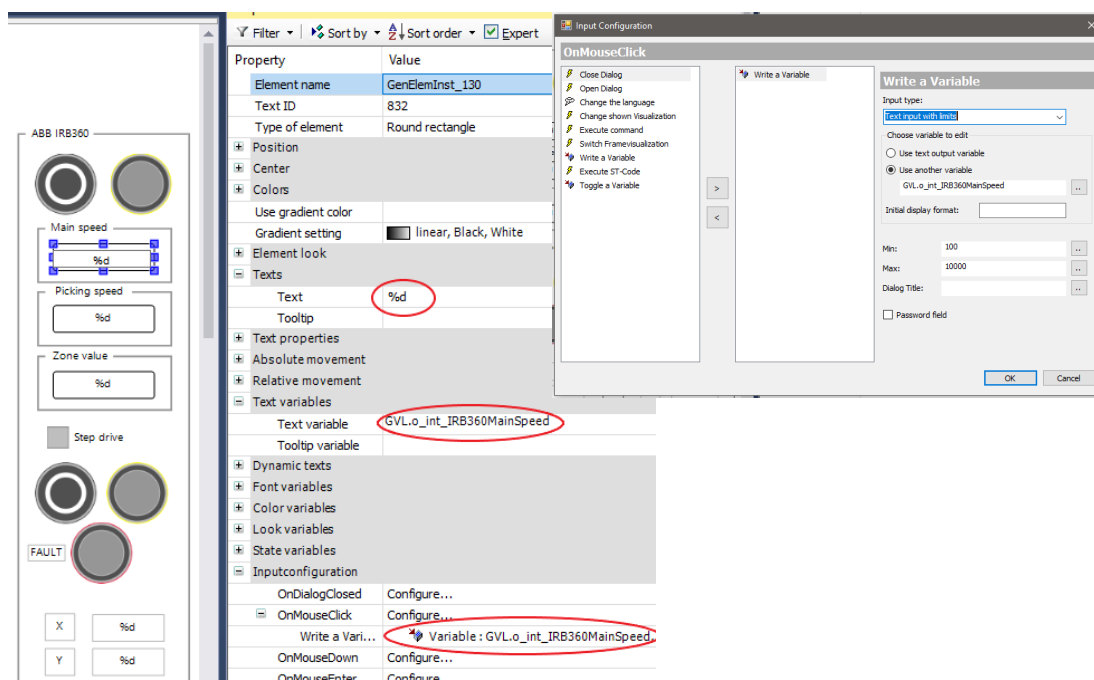 ABB IRB360
Main speed
%d
Picking speed
%d
Zone value
%d
Step drive
FAULT
X %d
Y %d
Filter Sort by Sort order Expert
Property Value
Element name GenElemInst_130
Text ID 832
Type of element Round rectangle
Position
Center
Colors
Use gradient color
Gradient setting linear, Black, White
Element look
Texts
Text %d
Tooltip
Text properties
Absolute movement
Relative movement
Text variables
Text variable GVL.o_int_IRB360MainSpeed
Tooltip variable
Dynamic texts
Font variables
Color variables
Look variables
State variables
Inputconfiguration
OnDialogClosed Configure...
OnMouseClick Configure...
Write a Vari... Variable : GVL.o_int_IRB360MainSpeed,
OnMouseDown Configure...
Input Configuration
OnMouseClick
Close Dialog
Open Dialog
Change the language
Change shown Visualization
Execute command
Switch Framevisualization
Write a Variable
Execute ST-Code
Toggle a Variable
>
<
Write a Variable
Write a Variable
Input type:
Text input with limits
Choose variable to edit
Use text output variable
Use another variable
GVL.o_int_IRB360MainSpeed ..
Initial display format:
Min: 100 ..
Max: 10000 ..
Dialog Title: ..
Password field
OK Cancel